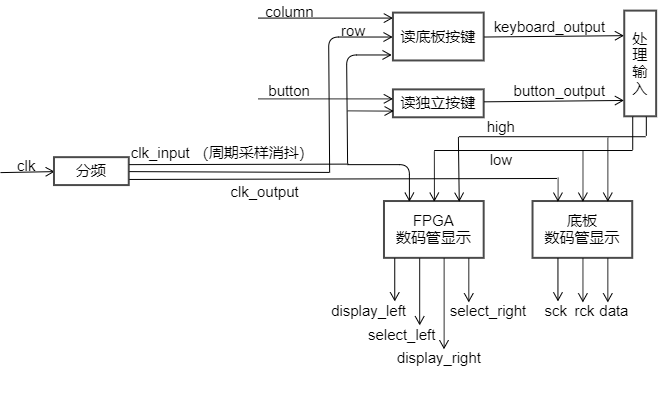 column
row
读底板按键
keyboard_output
处理输入
button
读独立按键
button_output
high
clk
分频
clk_input （周期采样消抖）
low
clk_output
FPGA
数码管显示
底板
数码管显示
display_left
select_right
sck
rck
data
select_left
display_right